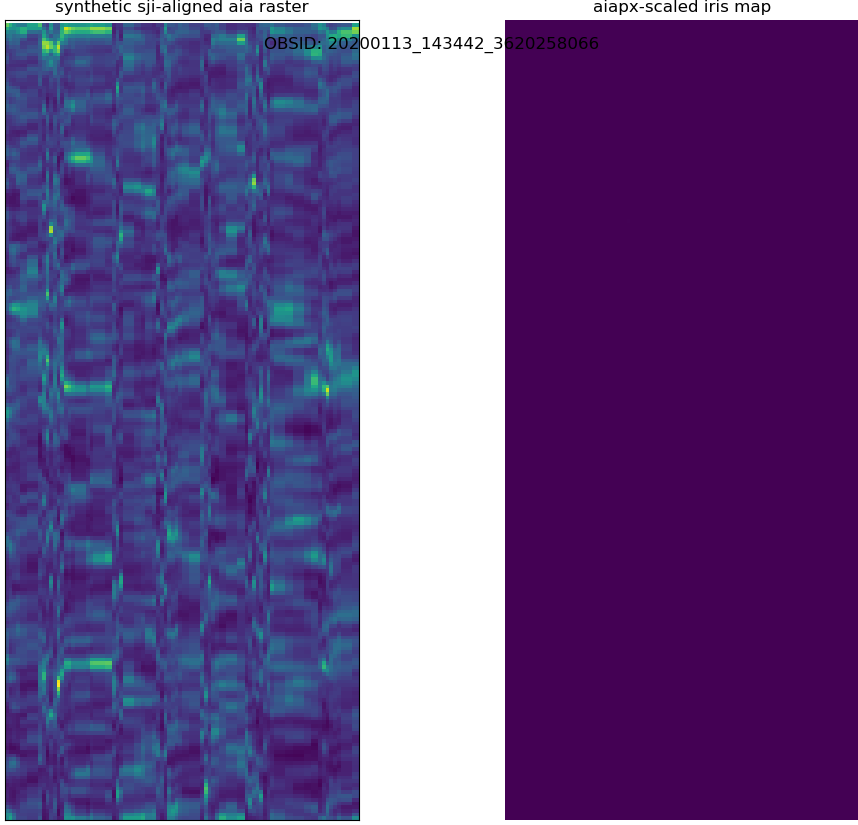 synthetic sji-aligned aia raster
aiapx-scaled iris map
OBSID: 20200113_143442_3620258066